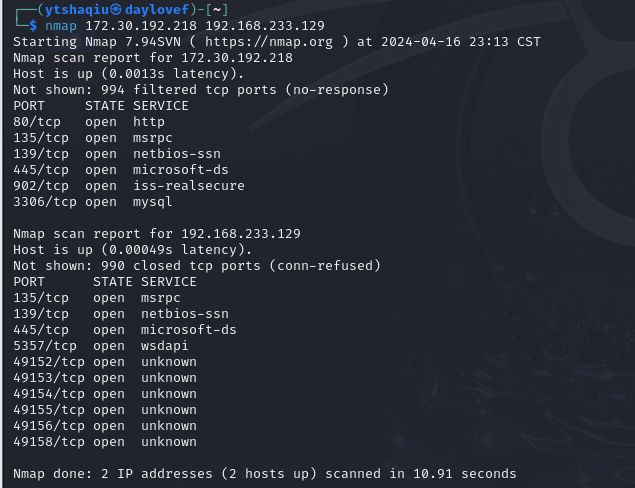 ┌──(ytshaqiu㉿daylovef)-[~]
└─$ nmap 172.30.192.218 192.168.233.129
Starting Nmap 7.94SVN ( https://nmap.org ) at 2024-04-16 23:13 CST
Nmap scan report for 172.30.192.218
Host is up (0.0013s latency).
Not shown: 994 filtered tcp ports (no-response)
PORT     STATE SERVICE
80/tcp   open  http
135/tcp  open  msrpc
139/tcp  open  netbios-ssn
445/tcp  open  microsoft-ds
902/tcp  open  iss-realsecure
3306/tcp open  mysql

Nmap scan report for 192.168.233.129
Host is up (0.00049s latency).
Not shown: 990 closed tcp ports (conn-refused)
PORT      STATE SERVICE
135/tcp   open  msrpc
139/tcp   open  netbios-ssn
445/tcp   open  microsoft-ds
5357/tcp  open  wsdapi
49152/tcp open  unknown
49153/tcp open  unknown
49154/tcp open  unknown
49155/tcp open  unknown
49156/tcp open  unknown
49158/tcp open  unknown

Nmap done: 2 IP addresses (2 hosts up) scanned in 10.91 seconds